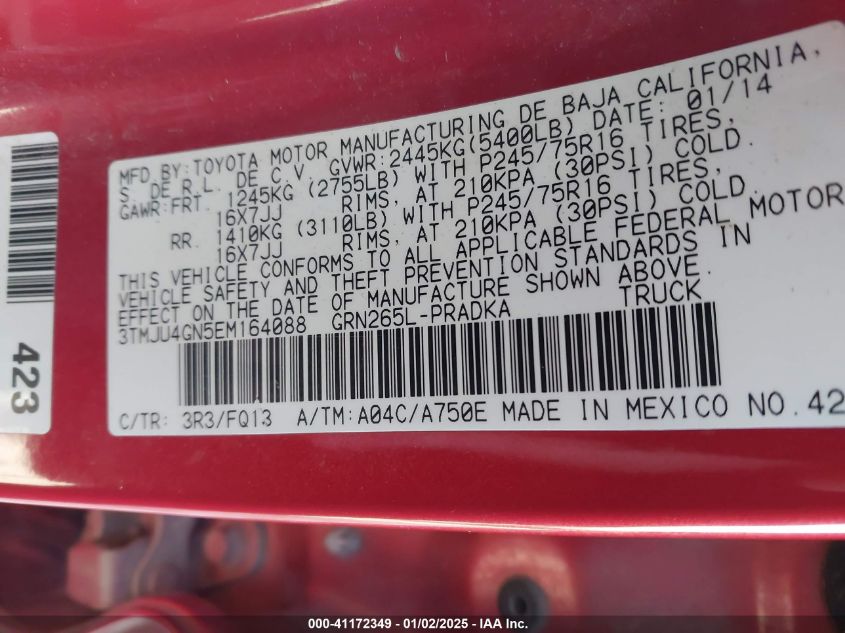 MFD.BY:TOYOTA MOTOR MANUFACTURING DE BAJA CALIFORNIA,
S. DE R.L. DE C.V. GVWR:2445KG(5400LB) DATE: 01/14
GAWR:FRT. 1245KG (2755LB) WITH P245/75R16 TIRES,
16X7JJ RIMS, AT 210KPA (30PSI) COLD.
RR. 1410KG (3110LB) WITH P245/75R16 TIRES,
16X7JJ RIMS, AT 210KPA (30PSI) COLD.
THIS VEHICLE CONFORMS TO ALL APPLICABLE FEDERAL MOTOR
VEHICLE SAFETY AND THEFT PREVENTION STANDARDS IN
EFFECT ON THE DATE OF MANUFACTURE SHOWN ABOVE.
3TMJU4GN5EM164088 GRN265L-PRADKA TRUCK
C/TR: 3R3/FQ13 A/TM:A04C/A750E MADE IN MEXICO NO.42
423
000-41172349 - 01/02/2025 - IAA Inc.